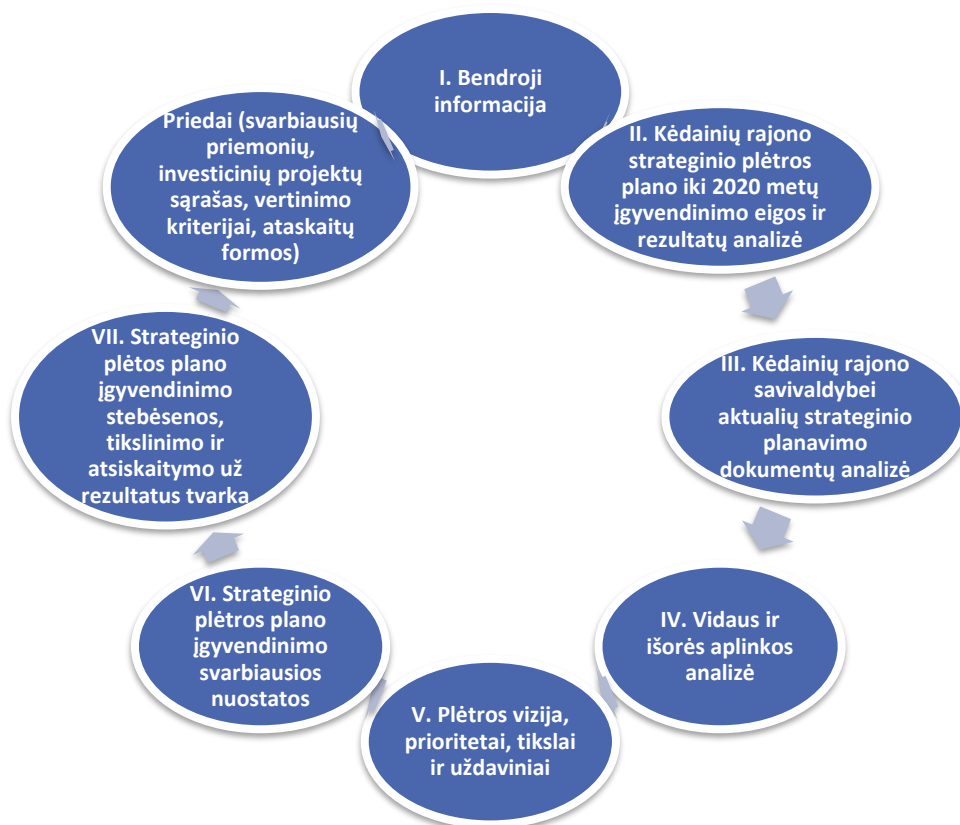 I. Bendroji
informacija
II. Kėdainių rajono
strateginio plėtros
plano iki 2020 metų
įgyvendinimo eigos ir
rezultatų analizė
III. Kėdainių rajono
savivaldybei
aktualių strateginio
planavimo
dokumentų analizė
IV. Vidaus ir
išorės aplinkos
analizė
V. Plėtros vizija,
prioritetai, tikslai
ir uždaviniai
VI. Strateginio
plėtros plano
įgyvendinimo
svarbiausios
nuostatos
VII. Strateginio
plėtos plano
įgyvendinimo
stebėsenos,
tikslinimo ir
atsiskaitymo už
rezultatus tvarka
Priedai (svarbiausių
priemonių,
investicinių projektų
sąrašas, vertinimo
kriterijai, ataskaitų
formos)